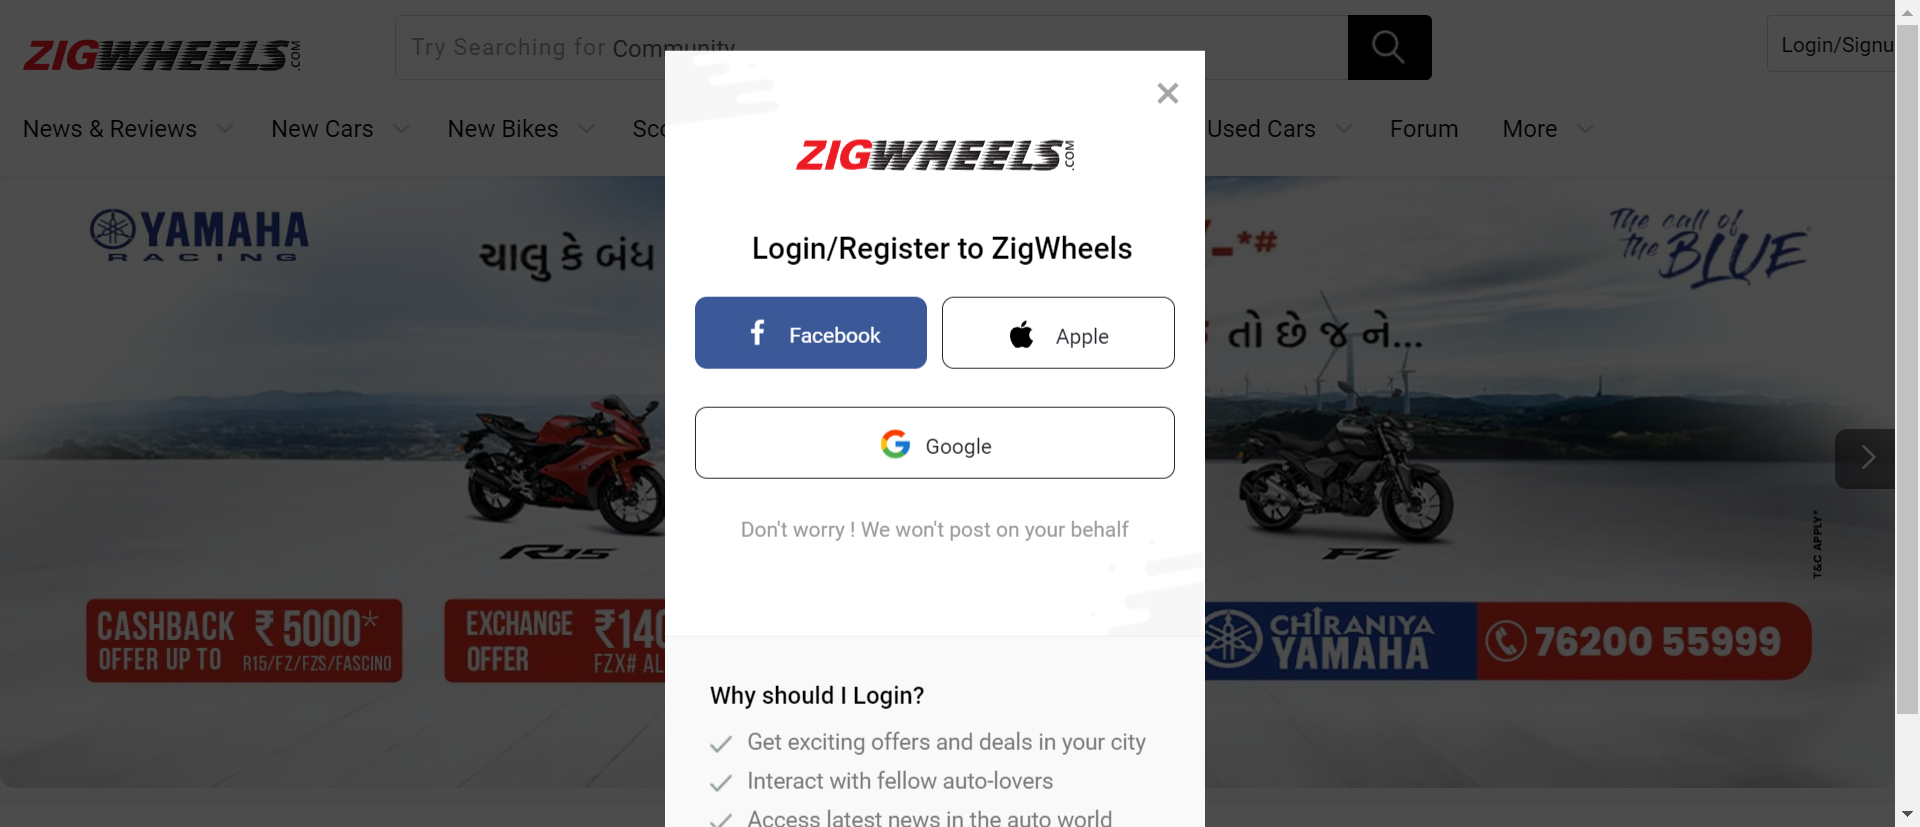 ZIGWHEELS.COM
Try Searching for Community
Login/Signu
News & Reviews
New Cars
New Bikes
Sco
Used Cars
Forum
More
ZIGWHEELS.COM
Login/Register to ZigWheels
Facebook
Apple
Google
Don't worry ! We won't post on your behalf
Why should I Login?
Get exciting offers and deals in your city
Interact with fellow auto-lovers
Access latest news in the auto world
YAMAHA
RACING
ચાલુ કે બંધ
-*#
The call of
the BLUE
તો છે જ ને...
R15
FZ
T&C APPLY*
CASHBACK ₹ 5000*
OFFER UP TO R15/FZ/FZS/FASCINO
EXCHANGE ₹140
OFFER FZX# AL
CHIRANIYA
YAMAHA
76200 55999